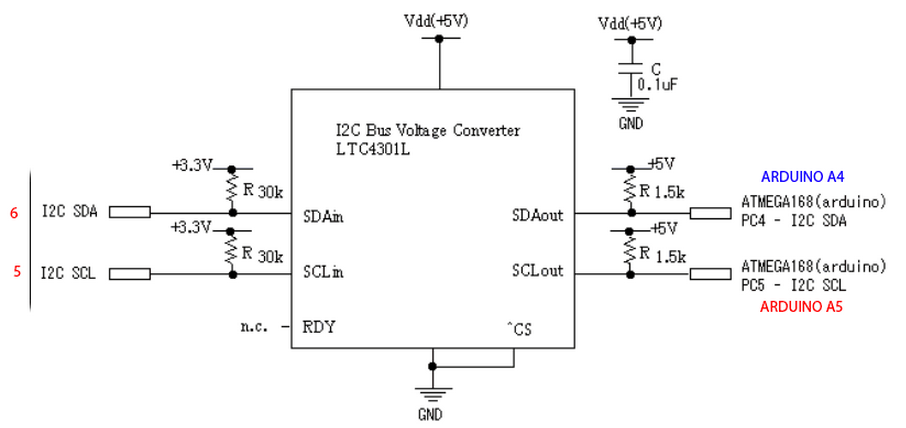 Vdd(+5V)
Vdd(+5V)
C
0.1uF
GND
I2C Bus Voltage Converter
LTC4301L
+3.3V
R 30k
6 I2C SDA
SDAin
+3.3V
R 30k
5 I2C SCL
SCLin
n.c. – RDY
SDAout
SCLout
^CS
GND
+5V
R 1.5k
ARDUINO A4
ATMEGA168(arduino)
PC4 - I2C SDA
+5V
R 1.5k
ATMEGA168(arduino)
PC5 - I2C SCL
ARDUINO A5